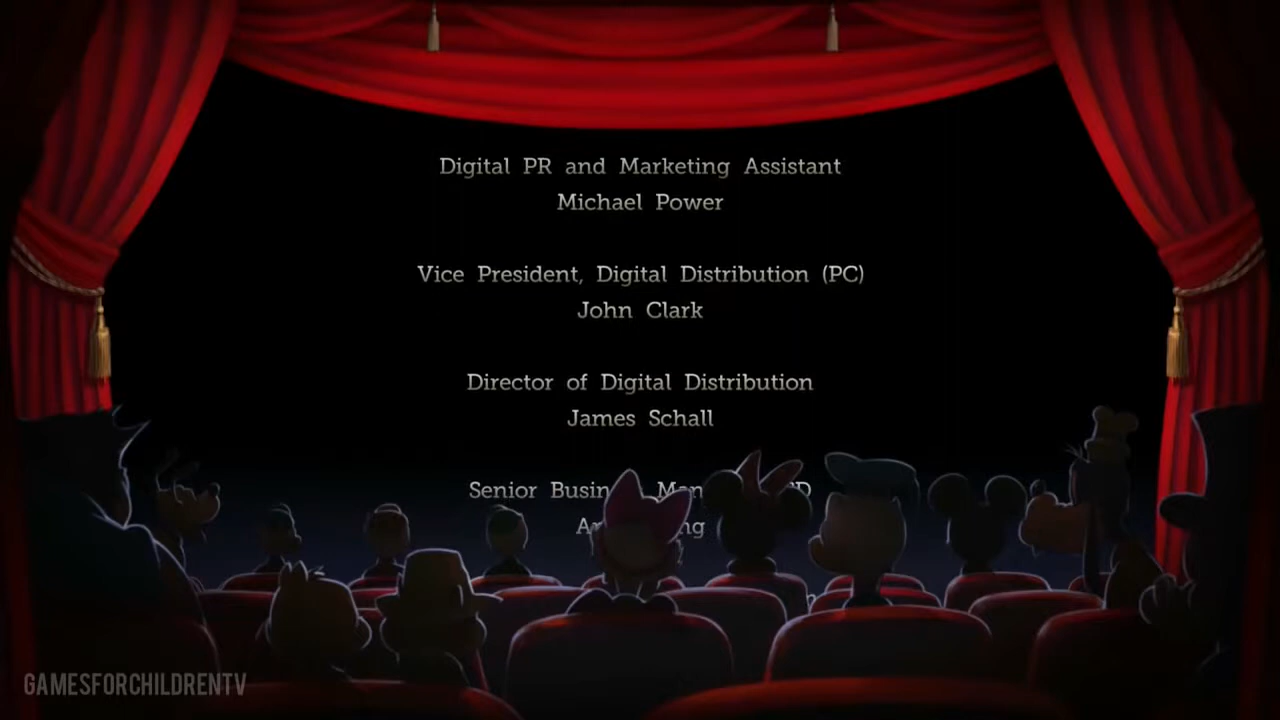 Digital PR and Marketing Assistant
Michael Power
Vice President, Digital Distribution (PC)
John Clark
Director of Digital Distribution
James Schall
Senior
GAMESFORCHILDRENTV